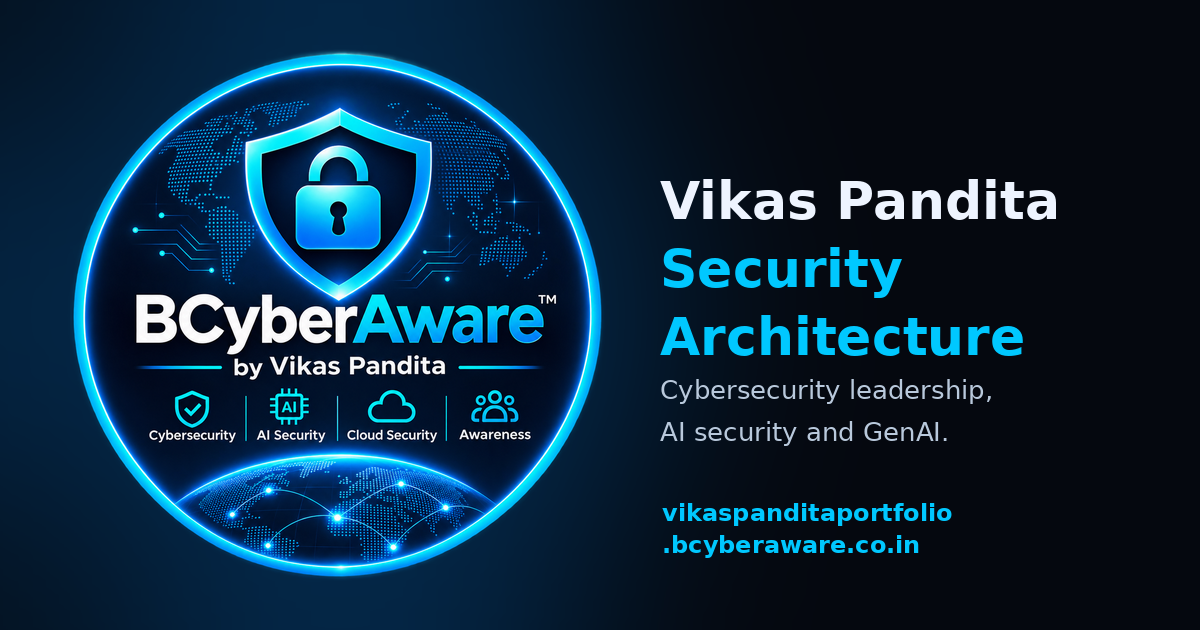 BCyberAware™
by Vikas Pandita
Cybersecurity
AI
AI Security
Cloud Security
Awareness
Vikas Pandita
Security
Architecture
Cybersecurity leadership,
AI security and GenAI.
vikaspanditaportfolio
.bcyberaware.co.in